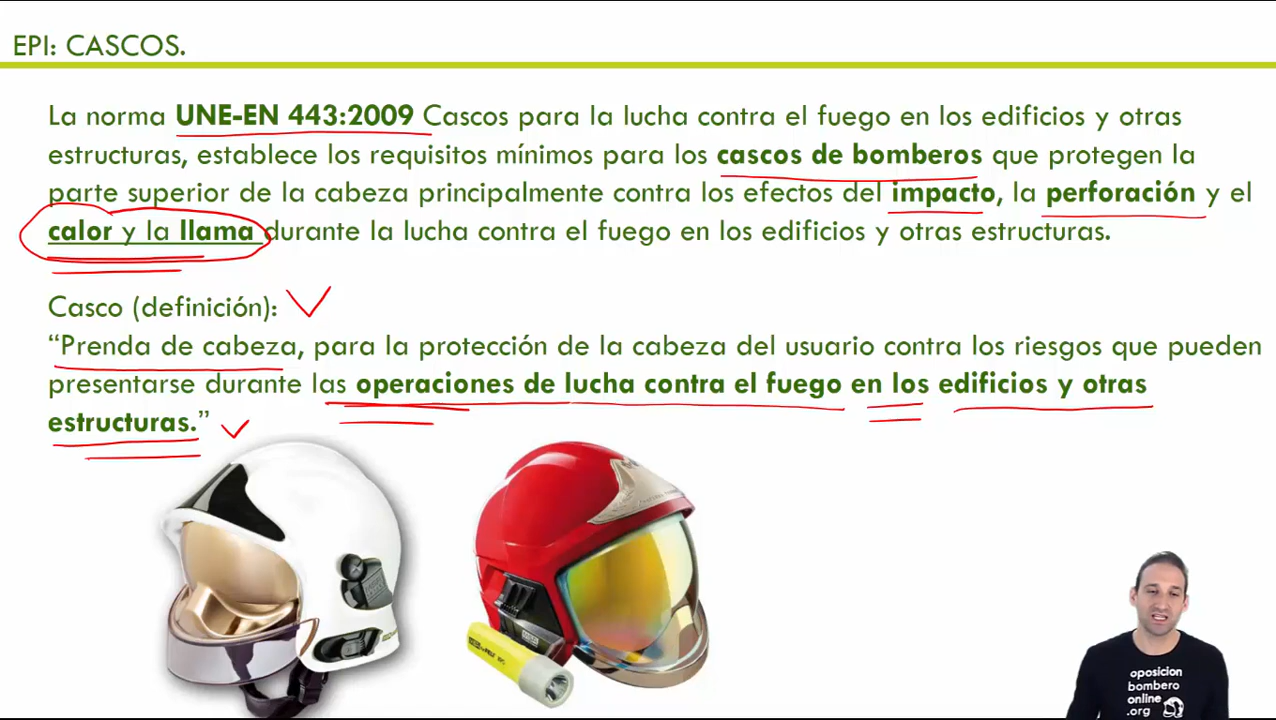 EPI: CASCOS.
La norma UNE-EN 443:2009 Cascos para la lucha contra el fuego en los edificios y otras
estructuras, establece los requisitos mínimos para los cascos de bomberos que protegen la
parte superior de la cabeza principalmente contra los efectos del impacto, la perforación y el
calor y la llama durante la lucha contra el fuego en los edificios y otras estructuras.
Casco (definición):
“Prenda de cabeza, para la protección de la cabeza del usuario contra los riesgos que pueden
presentarse durante las operaciones de lucha contra el fuego en los edificios y otras
estructuras.”
oposicion
bombero
online
.org